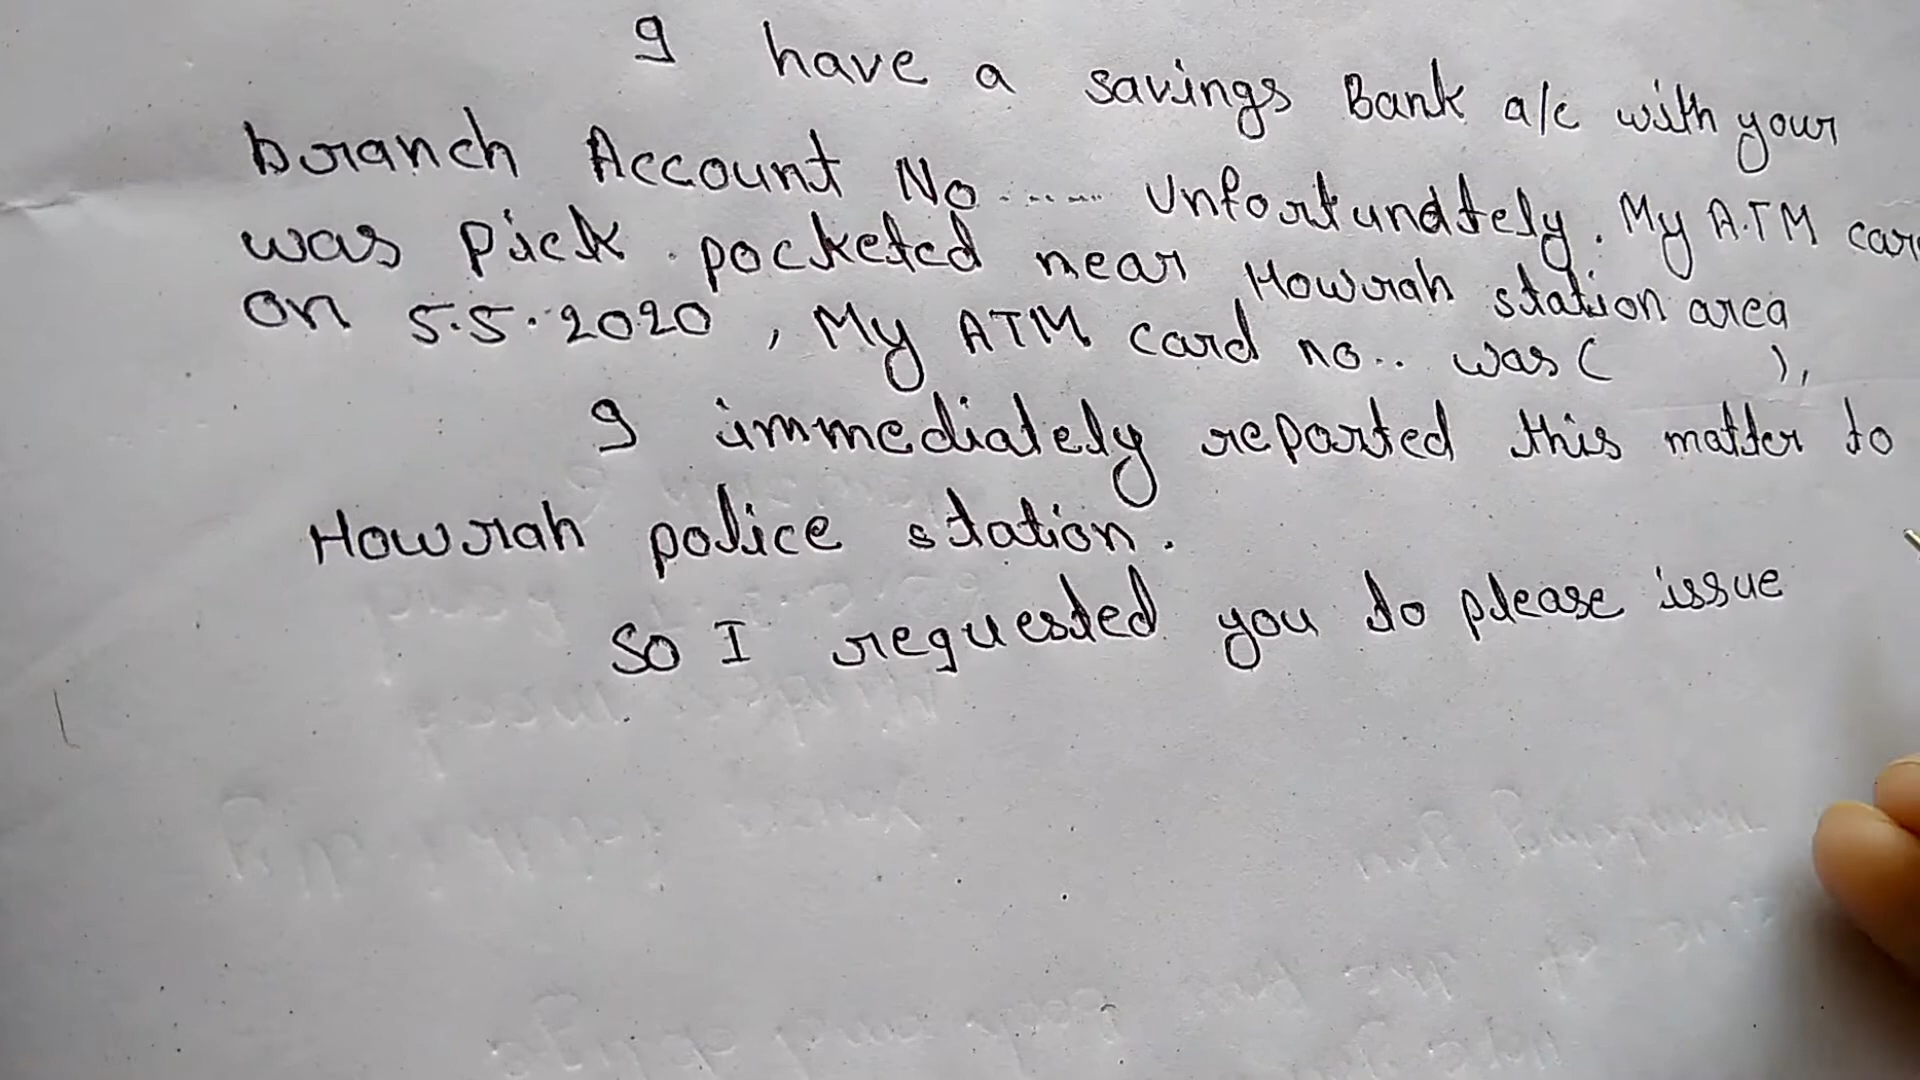 I have a savings Bank a/c with your
branch Account No...... Unfortundtely. My A.TM car
was pick pocketed near Howrah station area
on 5.5.2020, My ATM card no.. was (        ),
I immediately reported this matter to
Howrah police station.
So I requested you to please issue